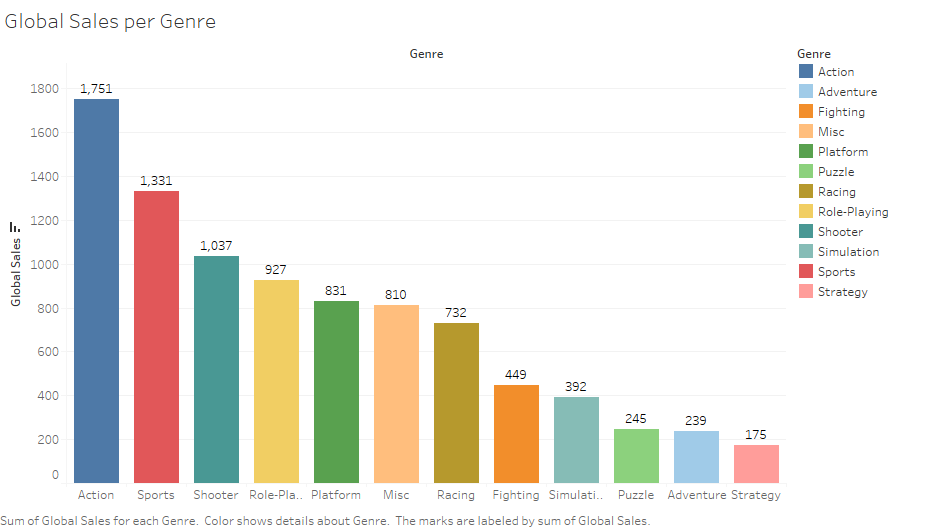 Global Sales per Genre
Genre
Global Sales
1800
1600
1400
1200
1000
800
600
400
200
0
1,751
1,331
1,037
927
831
810
732
449
392
245
239
175
Action Sports Shooter Role-Pla.. Platform Misc Racing Fighting Simulati.. Puzzle Adventure Strategy
Genre
Action
Adventure
Fighting
Misc
Platform
Puzzle
Racing
Role-Playing
Shooter
Simulation
Sports
Strategy
Sum of Global Sales for each Genre. Color shows details about Genre. The marks are labeled by sum of Global Sales.